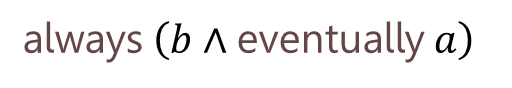 always (𝑏 ∧ eventually 𝑎)